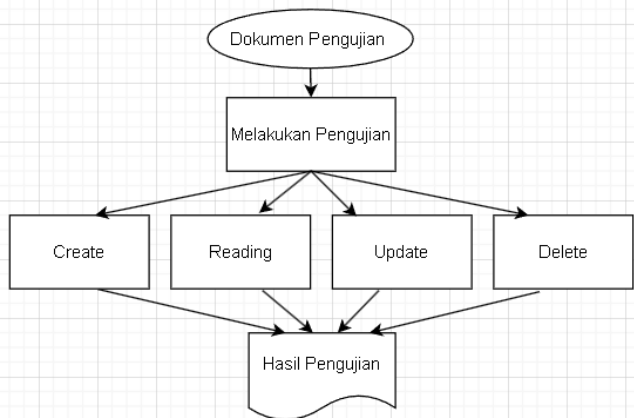 Dokumen Pengujian
Melakukan Pengujian
Create
Reading
Update
Delete
Hasil Pengujian